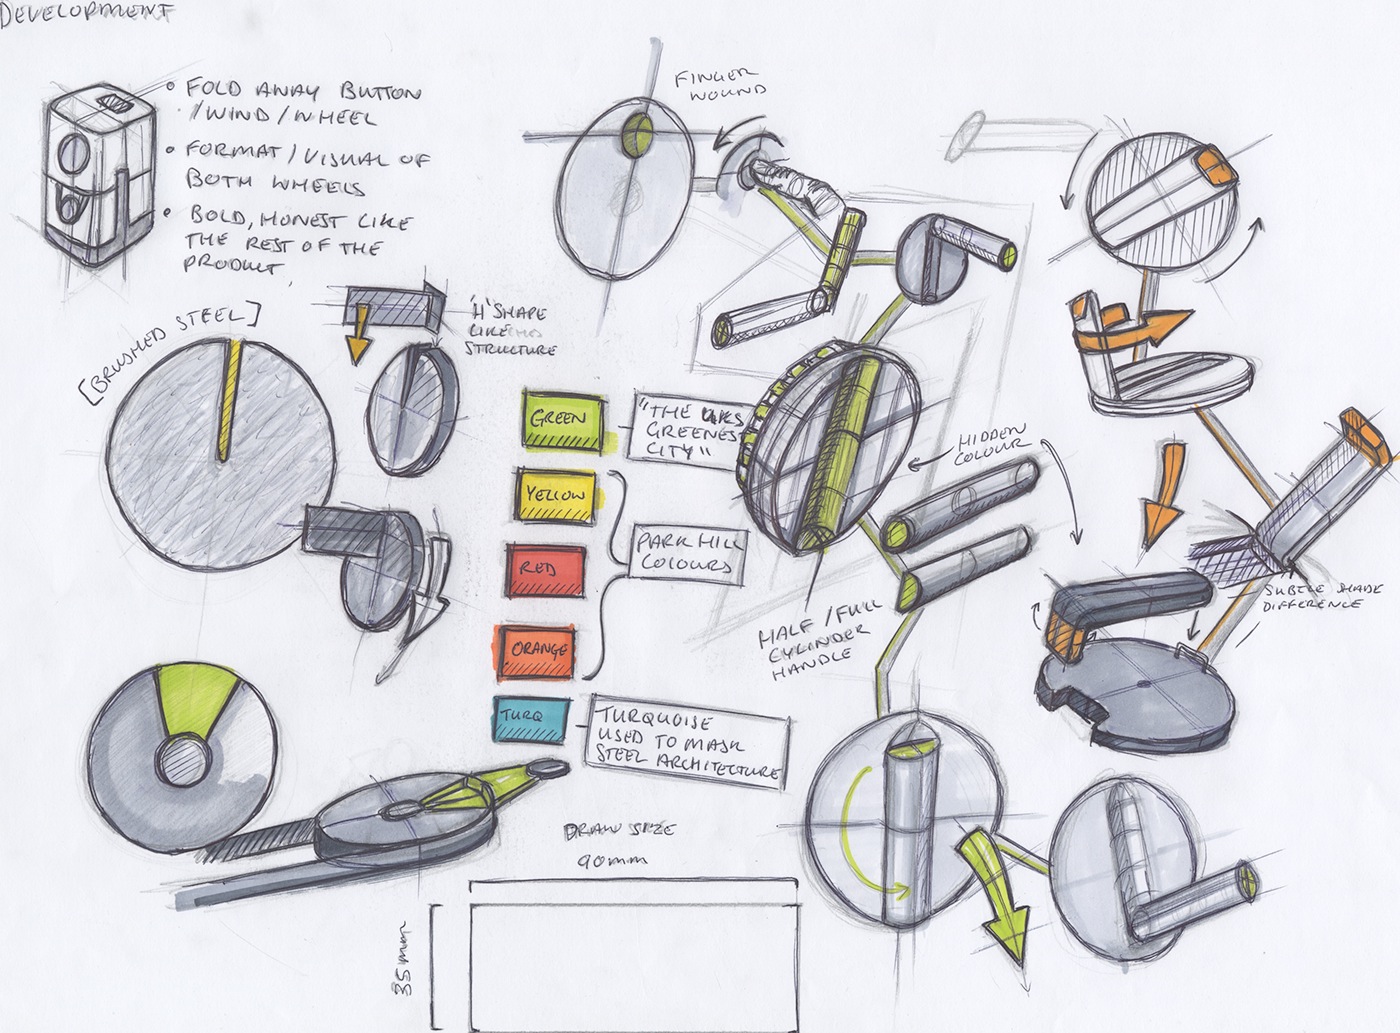 DEVELOPMENT
• FOLD AWAY BUTTON
/WIND/WHEEL
• FORMAT/VISUAL OF
BOTH WHEELS
• BOLD, HONEST LIKE
THE REST OF THE
PRODUCT.
FINGER
WOUND
[BRUSHED STEEL]
'H' SHAPE
LIKE
STRUCTURE
GREEN
"THE UKS
GREENEST
CITY"
YELLOW
RED
ORANGE
PARK HILL
COLOURS
TURQ
TURQUOISE
USED TO MASK
STEEL ARCHITECTURE
HIDDEN
COLOUR
HALF/FULL
CYLINDER
HANDLE
SUBTLE SHADE
DIFFERENCE
DRAW SIZE
90mm
35mm